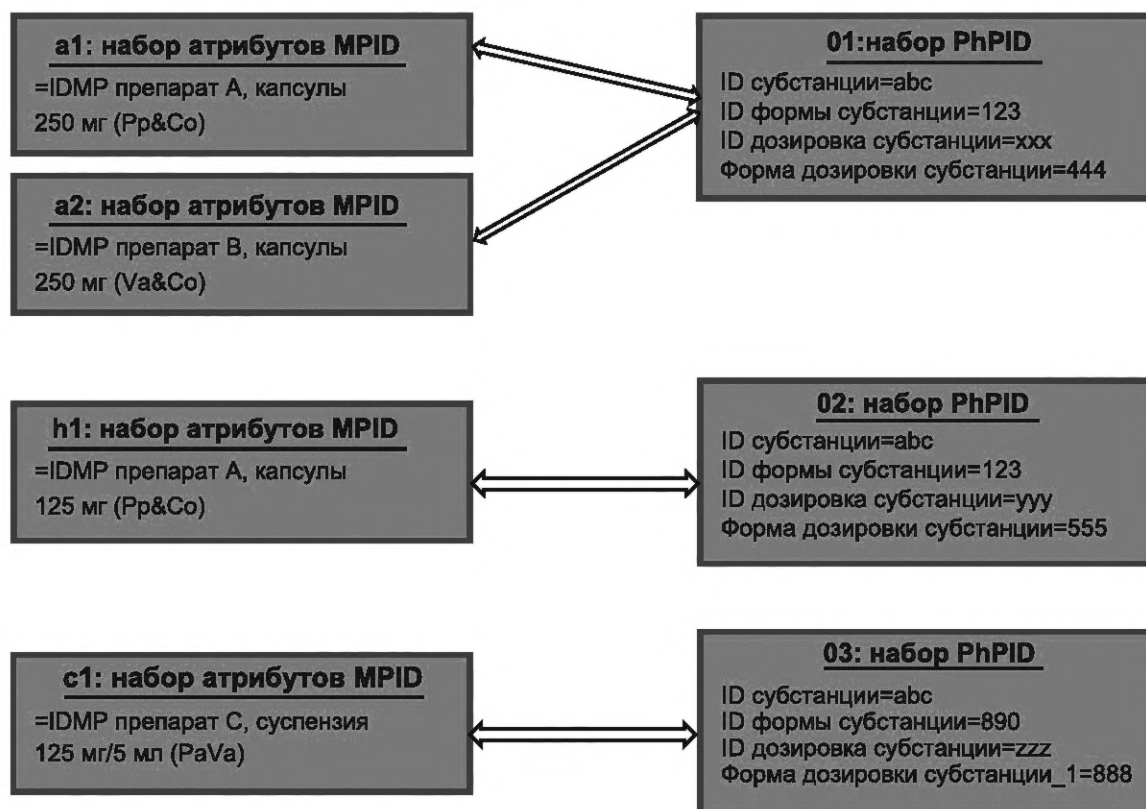 a1: набор атрибутов MPID
=IDMP препарат A, капсулы
250 мг (Pp&Co)
01:набор PhPID
ID субстанции=abc
ID формы субстанции=123
ID дозировка субстанции=xxx
Форма дозировки субстанции=444
a2: набор атрибутов MPID
=IDMP препарат B, капсулы
250 мг (Va&Co)
h1: набор атрибутов MPID
=IDMP препарат A, капсулы
125 мг (Pp&Co)
02: набор PhPID
ID субстанции=abc
ID формы субстанции=123
ID дозировка субстанции=yyy
Форма дозировки субстанции=555
c1: набор атрибутов MPID
=IDMP препарат C, суспензия
125 мг/5 мл (PaVa)
03: набор PhPID
ID субстанции=abc
ID формы субстанции=890
ID дозировка субстанции=zzz
Форма дозировки субстанции_1=888